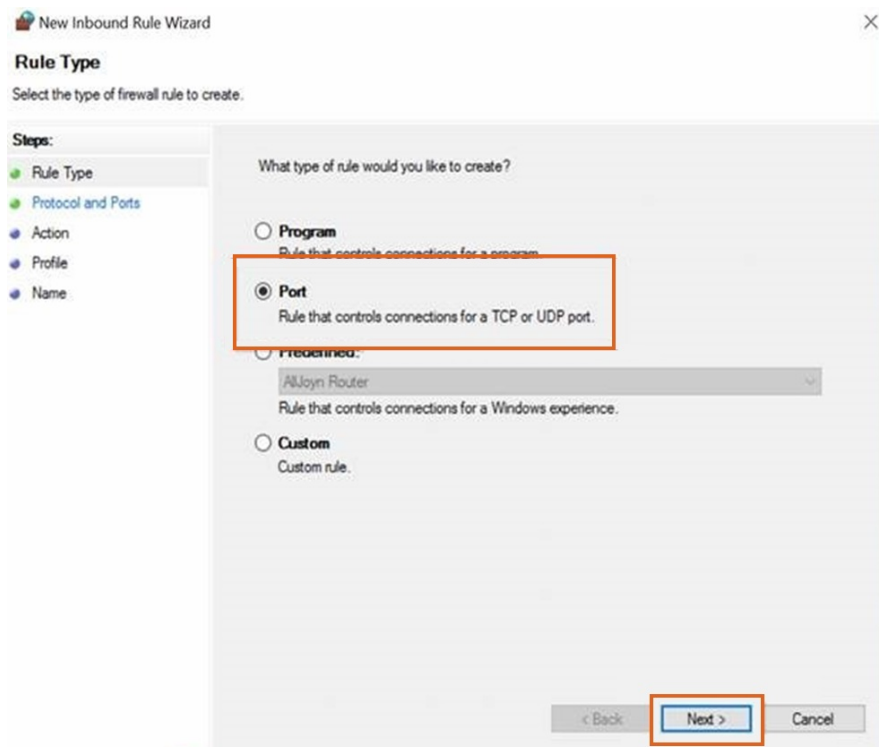 New Inbound Rule Wizard
Rule Type
Select the type of firewall rule to create.
Steps:
Rule Type
Protocol and Ports
Action
Profile
Name
What type of rule would you like to create?
Program
Rule that controls connections for a program.
Port
Rule that controls connections for a TCP or UDP port.
Predefined:
AllJoyn Router
Rule that controls connections for a Windows experience.
Custom
Custom rule.
< Back Next > Cancel